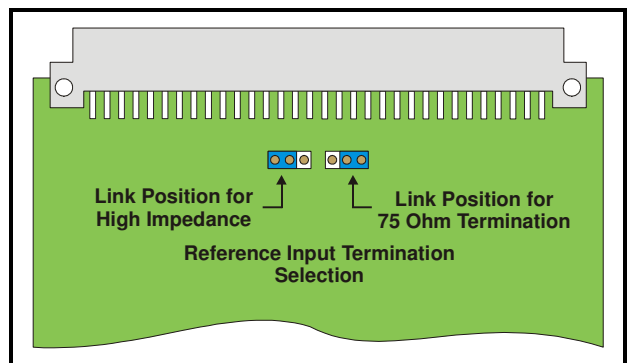 Link Position for
High Impedance
Link Position for
75 Ohm Termination
Reference Input Termination
Selection